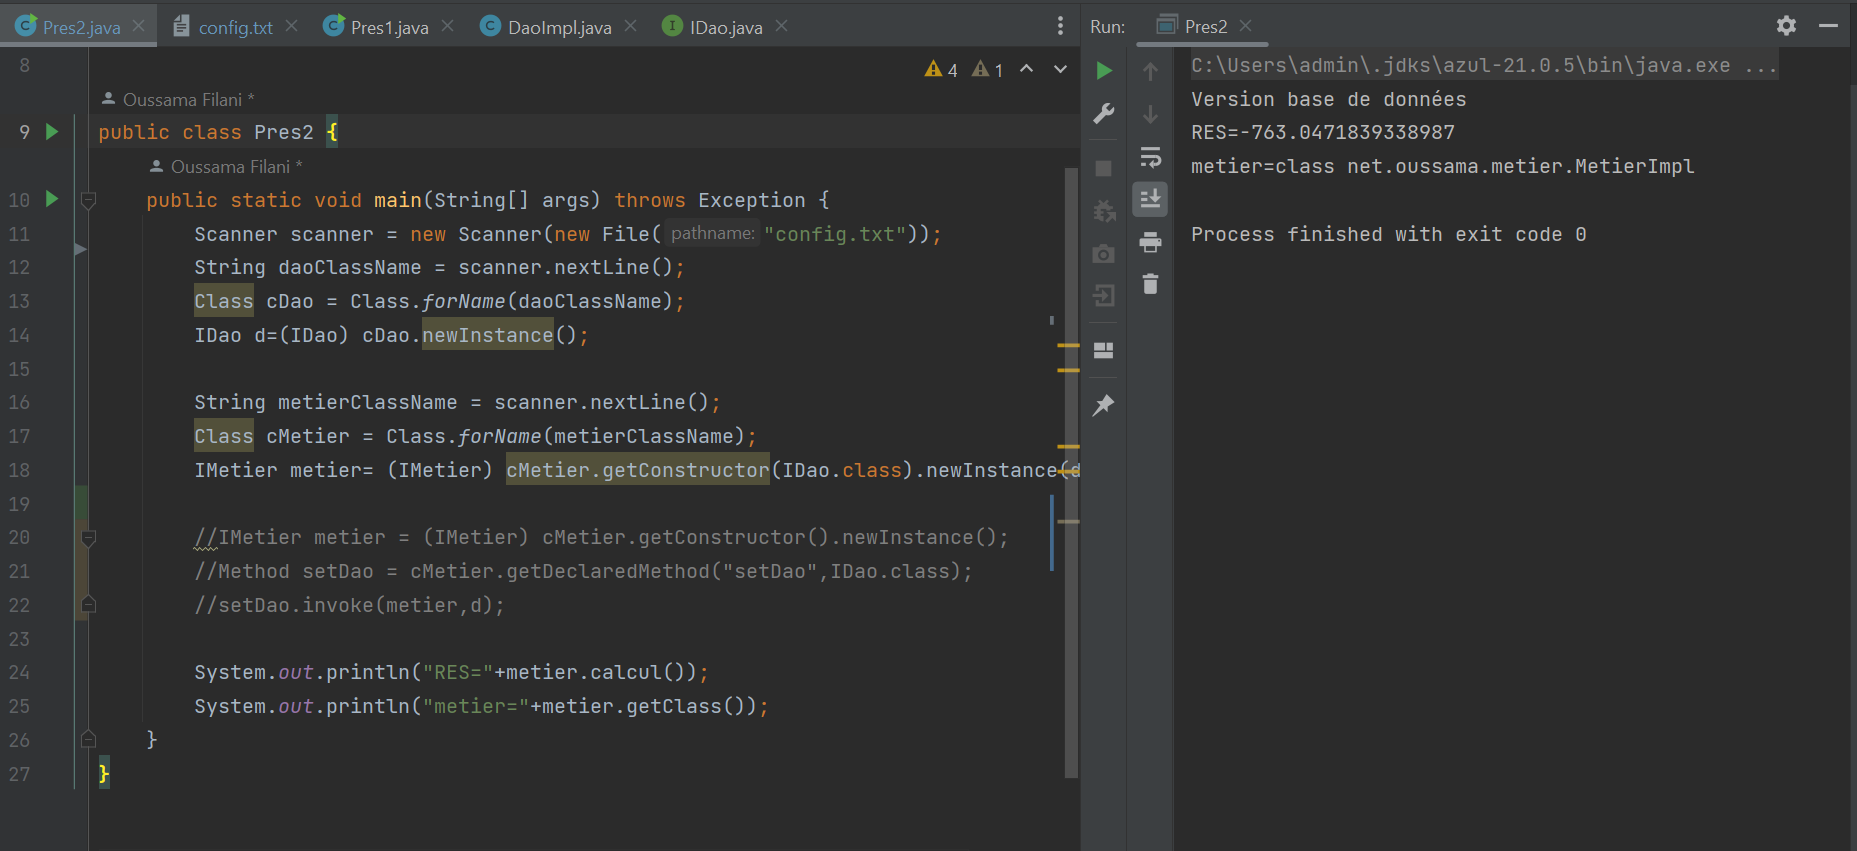 Pres2.java config.txt Pres1.java DaoImpl.java IDao.java
4 1
8
Oussama Filani *
9 public class Pres2 {
Oussama Filani *
10 public static void main(String[] args) throws Exception {
11 Scanner scanner = new Scanner(new File( pathname: "config.txt"));
12 String daoClassName = scanner.nextLine();
13 Class cDao = Class.forName(daoClassName);
14 IDao d=(IDao) cDao.newInstance();
15
16 String metierClassName = scanner.nextLine();
17 Class cMetier = Class.forName(metierClassName);
18 IMetier metier= (IMetier) cMetier.getConstructor(IDao.class).newInstance(d
19
20 //IMetier metier = (IMetier) cMetier.getConstructor().newInstance();
21 //Method setDao = cMetier.getDeclaredMethod("setDao",IDao.class);
22 //setDao.invoke(metier,d);
23
24 System.out.println("RES="+metier.calcul());
25 System.out.println("metier="+metier.getClass());
26 }
27 }
Run: Pres2
C:\Users\admin\.jdks\azul-21.0.5\bin\java.exe ...
Version base de données
RES=-763.0471839338987
metier=class net.oussama.metier.MetierImpl
Process finished with exit code 0